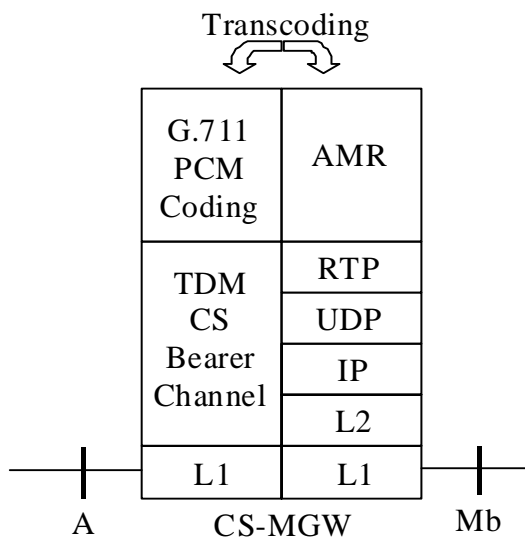 Transcoding
G.711
PCM
Coding
AMR
TDM
CS
Bearer
Channel
RTP
UDP
IP
L2
L1
L1
A
CS-MGW
Mb